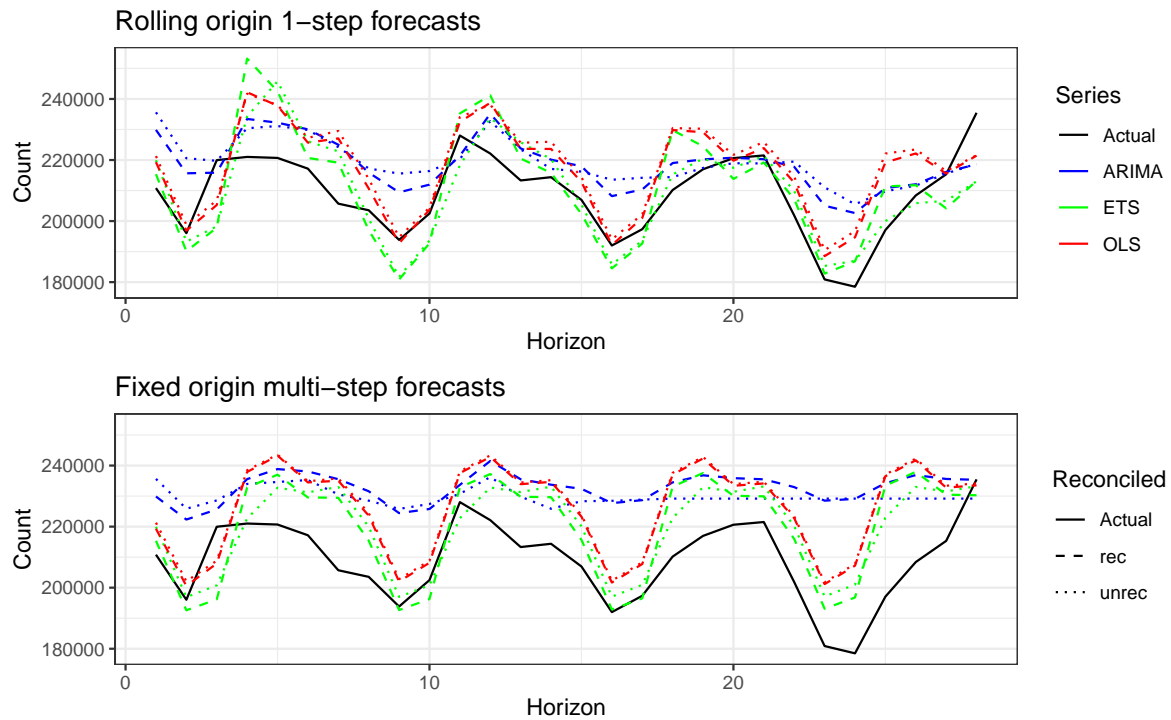 Rolling origin 1−step forecasts
240000
220000
200000
180000
Count
0
10
20
Horizon
Series
Actual
ARIMA
ETS
OLS
Fixed origin multi−step forecasts
240000
220000
200000
180000
Count
0
10
20
Horizon
Reconciled
Actual
rec
unrec